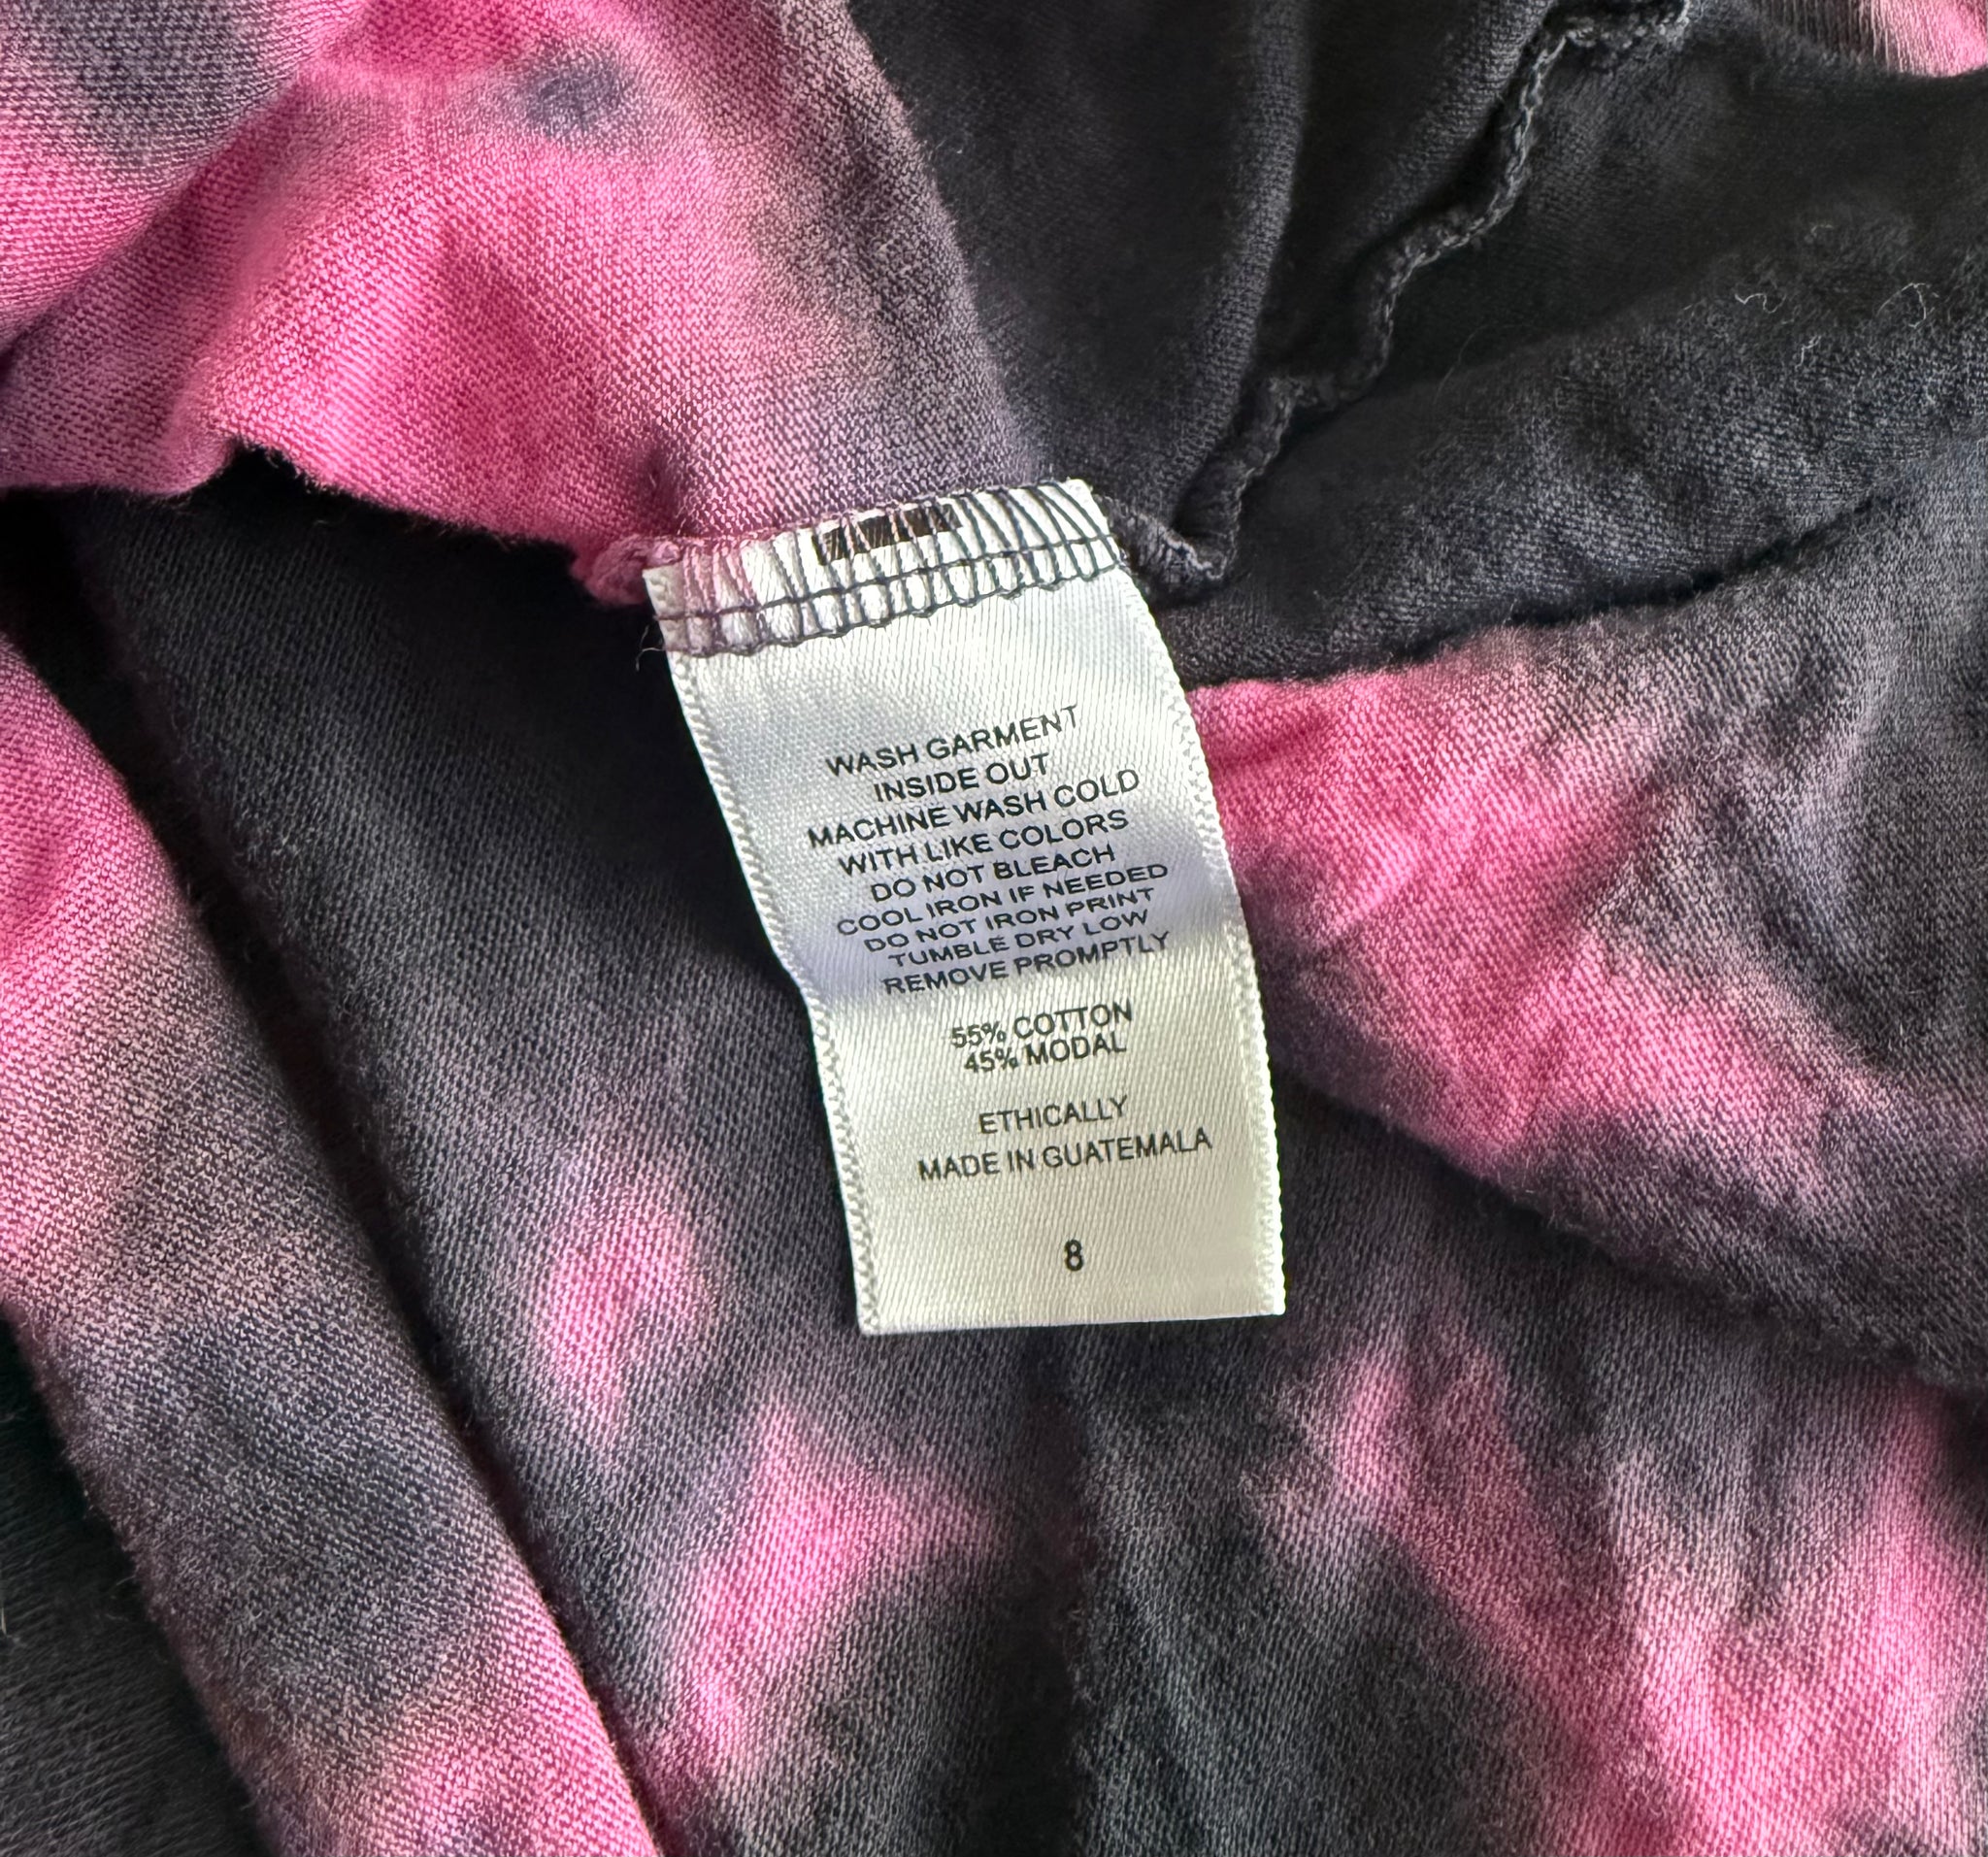 WASH GARMENT
INSIDE OUT
MACHINE WASH COLD
WITH LIKE COLORS
DO NOT BLEACH
COOL IRON IF NEEDED
DO NOT IRON PRINT
TUMBLE DRY LOW
REMOVE PROMPTLY
55% COTTON
45% MODAL
ETHICALLY
MADE IN GUATEMALA
8